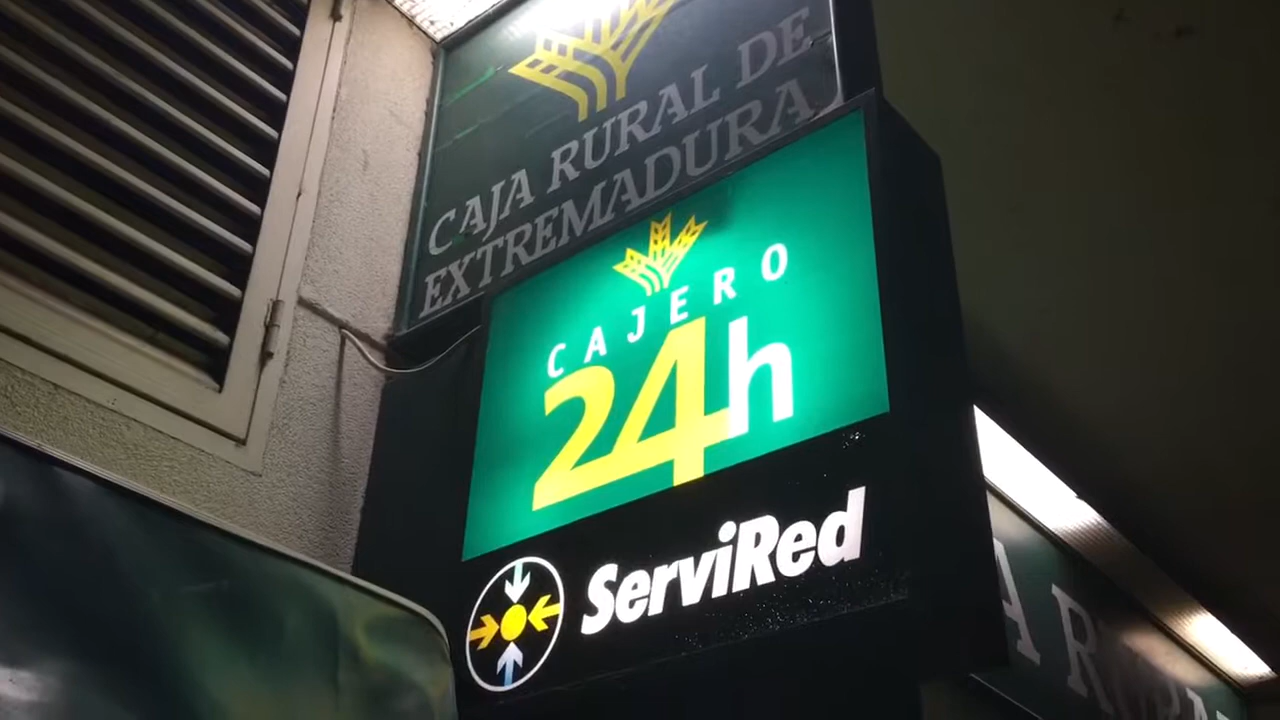 CAJA RURAL DE
EXTREMADURA
CAJERO
24h
ServiRed